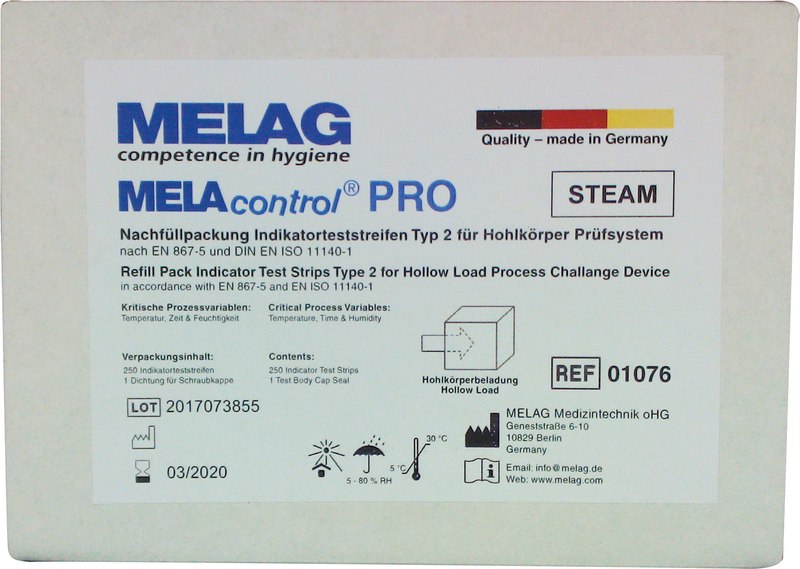 MELAG
competence in hygiene
Quality – made in Germany
MELAcontrol® PRO
STEAM
Nachfüllpackung Indikatorteststreifen Typ 2 für Hohlkörper Prüfsystem
nach EN 867-5 und DIN EN ISO 11140-1
Refill Pack Indicator Test Strips Type 2 for Hollow Load Process Challange Device
in accordance with EN 867-5 and EN ISO 11140-1
Kritische Prozessvariablen:
Temperatur, Zeit & Feuchtigkeit
Critical Process Variables:
Temperature, Time & Humidity
Verpackungsinhalt:
250 Indikatorteststreifen
1 Dichtung für Schraubkappe
Contents:
250 Indicator Test Strips
1 Test Body Cap Seal
Hohlkörperbeladung
Hollow Load
REF 01076
LOT 2017073855
03/2020
5 - 80 % RH
5 °C
30 °C
MELAG Medizintechnik oHG
Geneststraße 6-10
10829 Berlin
Germany
Email: info@melag.de
Web: www.melag.com